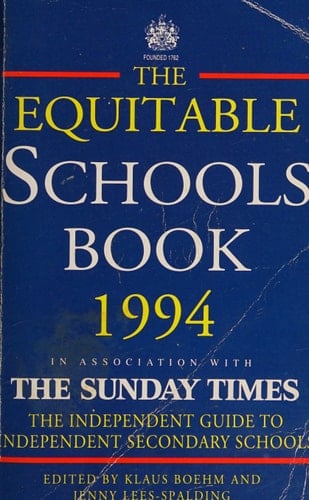 FOUNDED 1762
THE
EQUITABLE
SCHOOLS
BOOK
1994
IN ASSOCIATION WITH
THE SUNDAY TIMES
THE INDEPENDENT GUIDE TO
INDEPENDENT SECONDARY SCHOOLS
EDITED BY KLAUS BOEHM AND
JENNY LEES-SPALDING